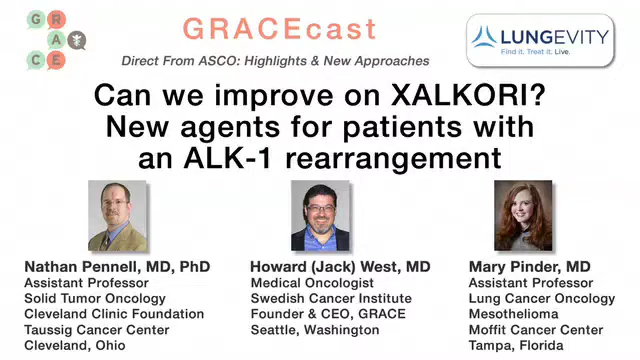 G R A C E
GRACEcast
Direct From ASCO: Highlights & New Approaches
LUNGEVITY
Find it. Treat it. Live.
Can we improve on XALKORI?
New agents for patients with
an ALK-1 rearrangement
Nathan Pennell, MD, PhD
Assistant Professor
Solid Tumor Oncology
Cleveland Clinic Foundation
Taussig Cancer Center
Cleveland, Ohio
Howard (Jack) West, MD
Medical Oncologist
Swedish Cancer Institute
Founder & CEO, GRACE
Seattle, Washington
Mary Pinder, MD
Assistant Professor
Lung Cancer Oncology
Mesothelioma
Moffit Cancer Center
Tampa, Florida